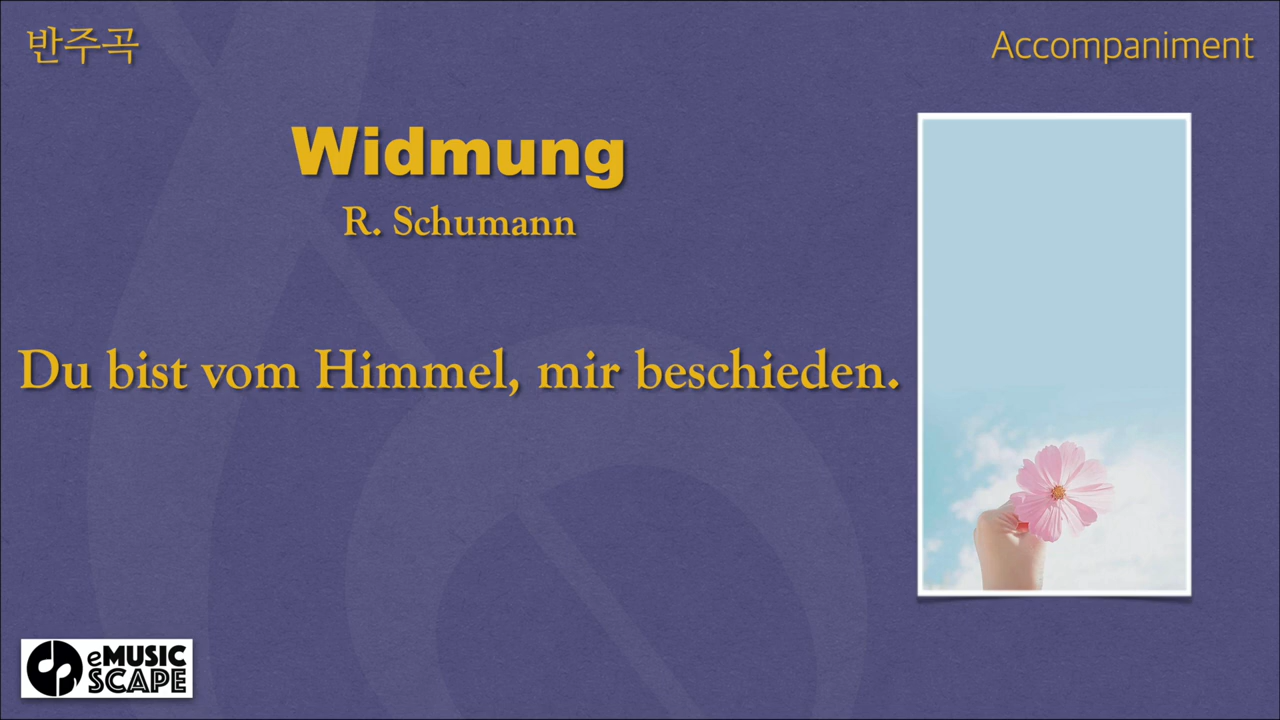 반주곡
Accompaniment
Widmung
R. Schumann
Du bist vom Himmel, mir beschieden.
eMUSIC
SCAPE